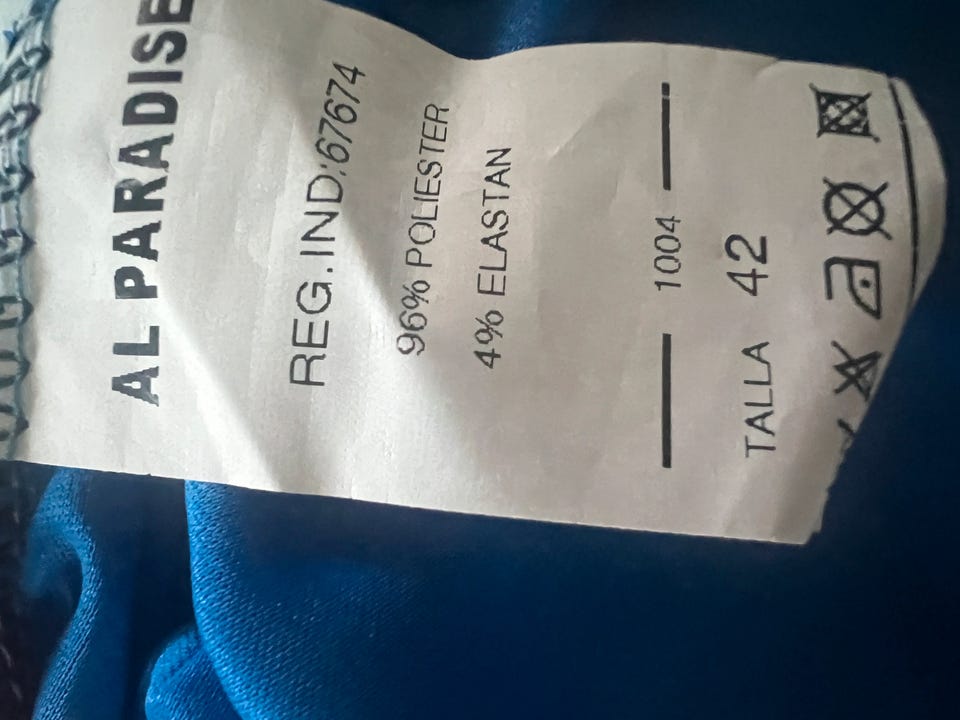 AL PARADISE
REG.IND:67674
96% POLIESTER
4% ELASTAN
1004
TALLA 42